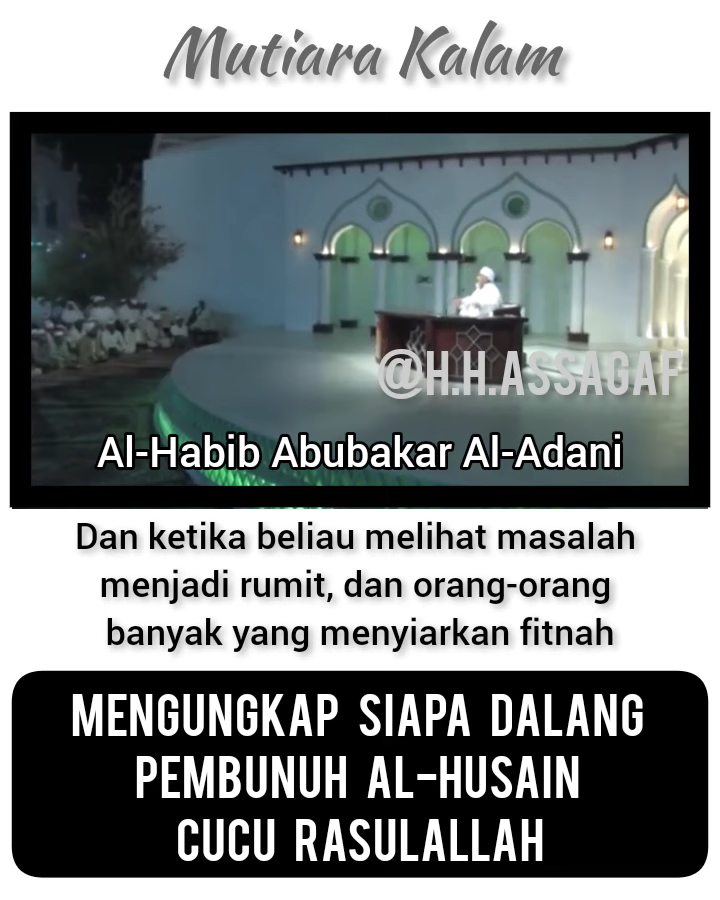 Mutiara Kalam
@H.H.ASSAGAF
Al-Habib Abubakar Al-Adani
Dan ketika beliau melihat masalah
menjadi rumit, dan orang-orang
banyak yang menyiarkan fitnah
MENGUNGKAP SIAPA DALANG
PEMBUNUH AL-HUSAIN
CUCU RASULALLAH